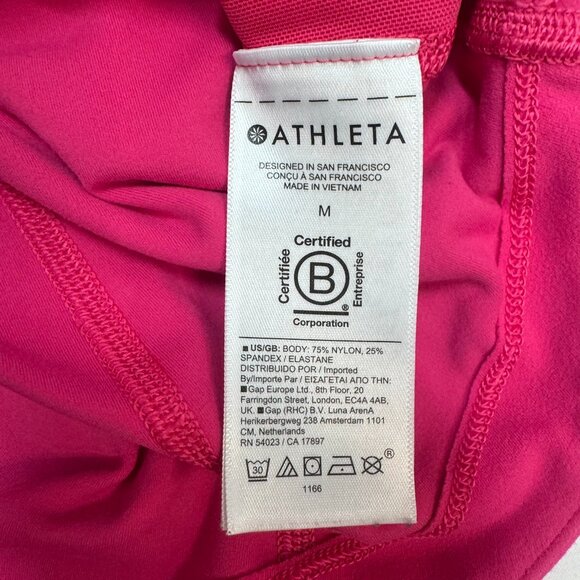 ATHLETA
DESIGNED IN SAN FRANCISCO
CONÇU À SAN FRANCISCO
MADE IN VIETNAM
M
Certified
Certifiée
B
Entreprise
®
Corporation
■ US/GB: BODY: 75% NYLON, 25%
SPANDEX / ELASTANE
DISTRIBUIDO POR / Imported
By/Importe Par / ΕΙΣΑΓΕΤΑΙ ΑΠΟ ΤΗΝ:
■ Gap Europe Ltd., 8th Floor, 20
Farringdon Street, London, EC4A 4AB,
UK. ■ Gap (RHC) B.V. Luna ArenA
Herikerbergweg 238 Amsterdam 1101
CM, Netherlands
RN 54023 / CA 17897
30 ®
1166